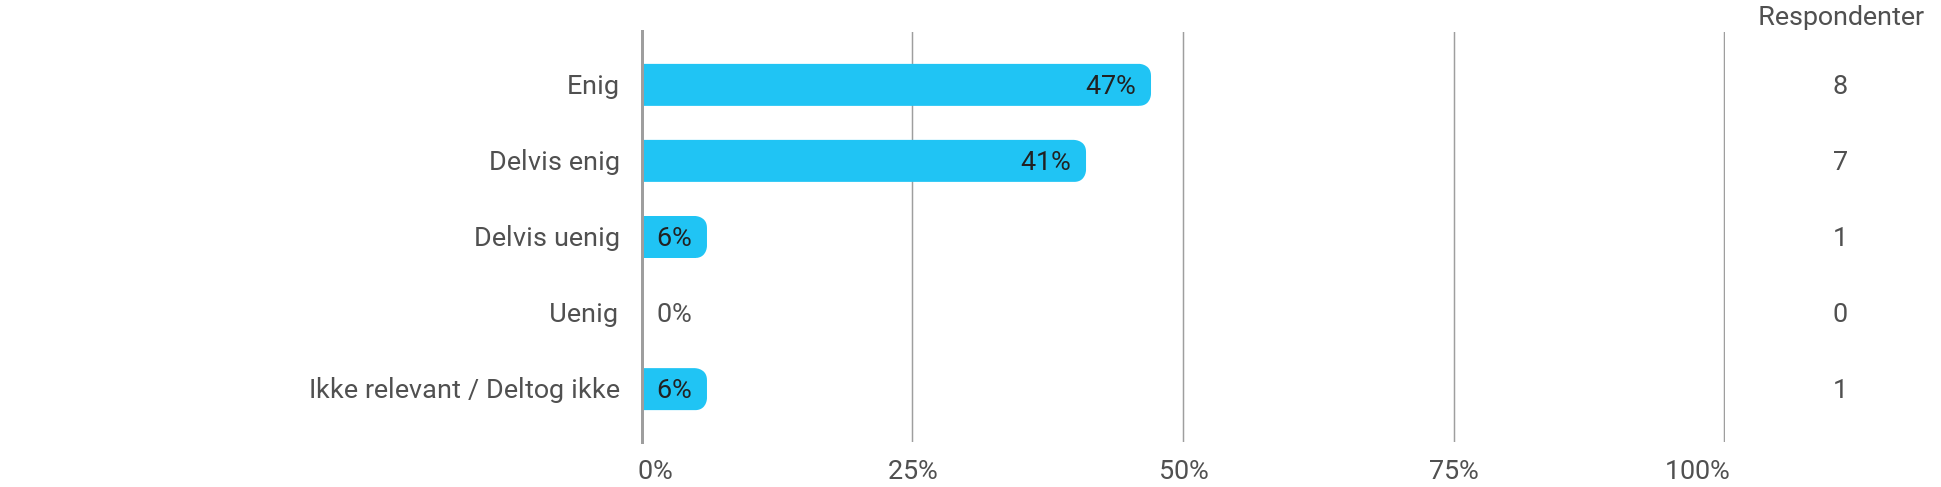 Respondenter
Enig 47% 8
Delvis enig 41% 7
Delvis uenig 6% 1
Uenig 0% 0
Ikke relevant / Deltog ikke 6% 1
0% 25% 50% 75% 100%